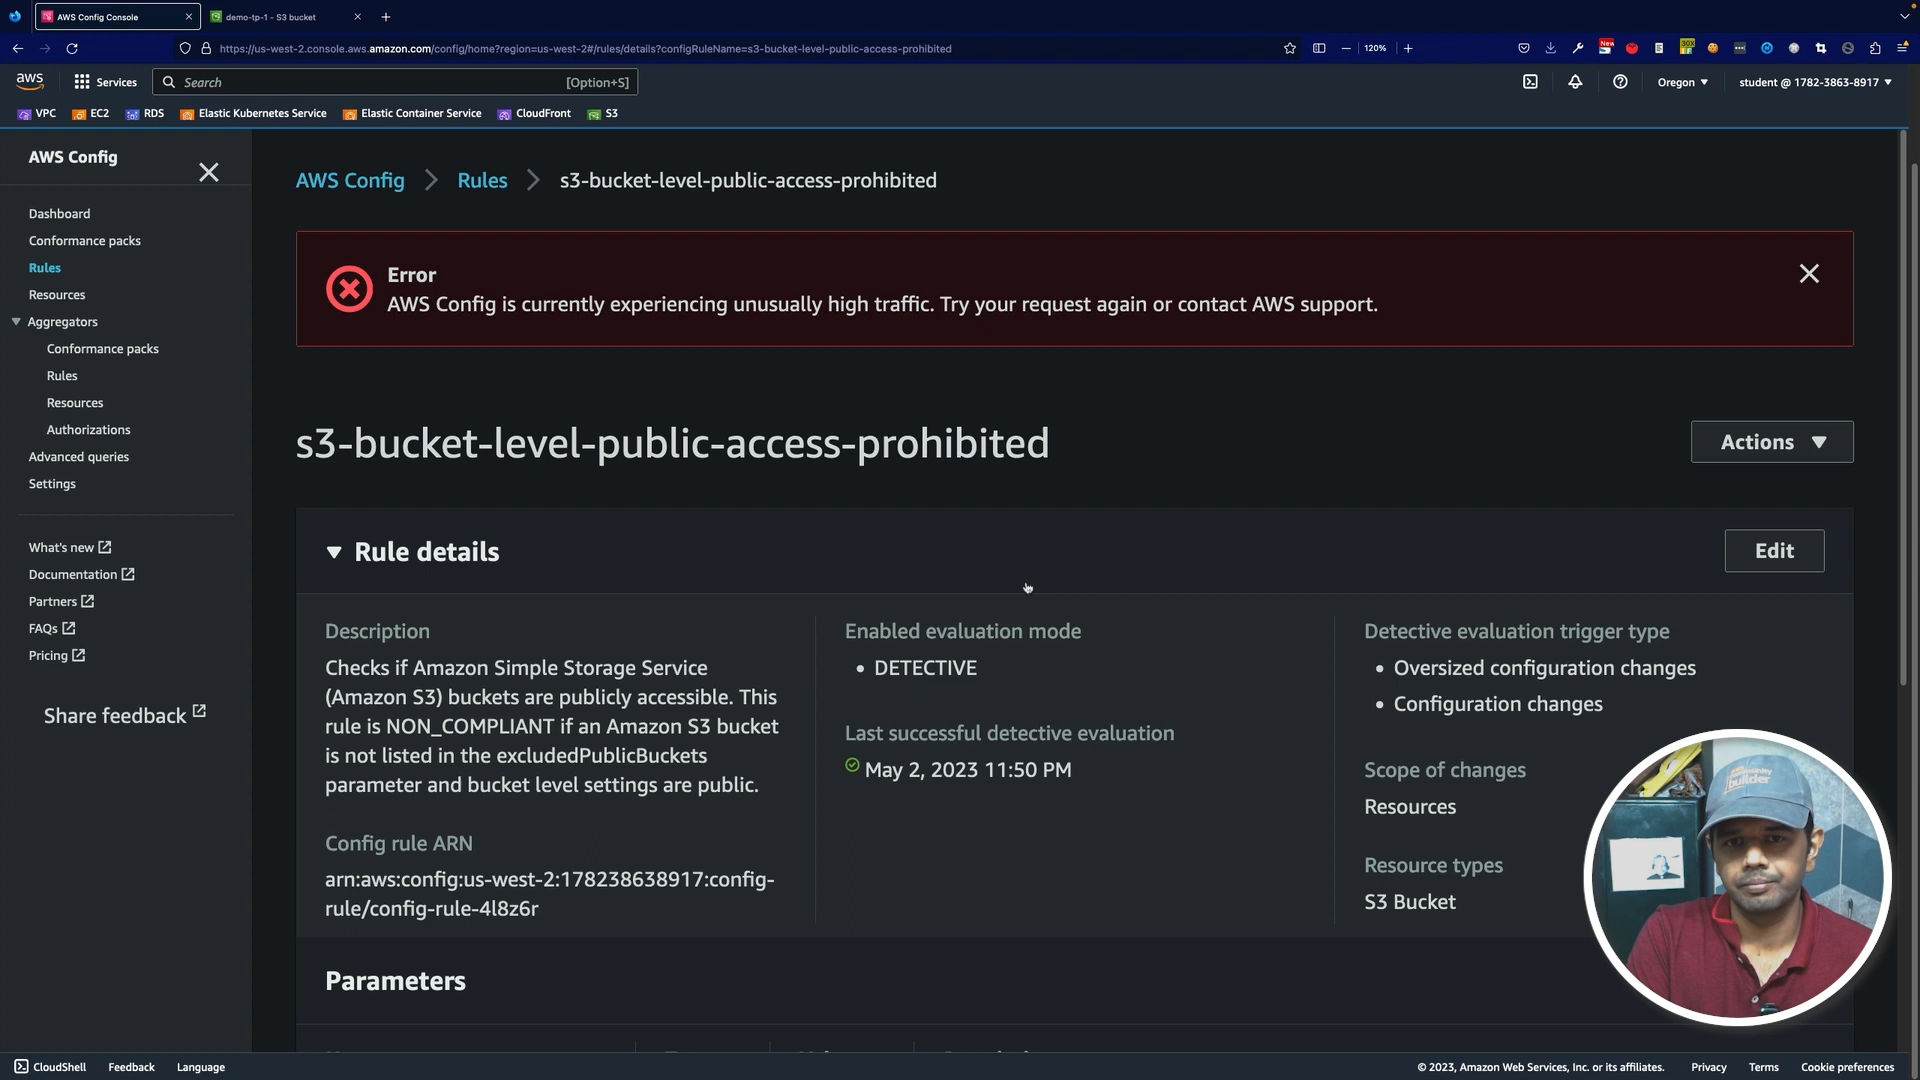 AWS Config Console
demo-tp-1 - S3 bucket
https://us-west-2.console.aws.amazon.com/config/home?region=us-west-2#/rules/details?configRuleName=s3-bucket-level-public-access-prohibited
120%
New
30X
aws
Services
Search
[Option+S]
Oregon
student @ 1782-3863-8917
VPC
EC2
RDS
Elastic Kubernetes Service
Elastic Container Service
CloudFront
S3
AWS Config
Dashboard
Conformance packs
Rules
Resources
Aggregators
Conformance packs
Rules
Resources
Authorizations
Advanced queries
Settings
What's new
Documentation
Partners
FAQs
Pricing
Share feedback
AWS Config > Rules > s3-bucket-level-public-access-prohibited
Error
AWS Config is currently experiencing unusually high traffic. Try your request again or contact AWS support.
s3-bucket-level-public-access-prohibited
Actions
Rule details
Edit
Description
Checks if Amazon Simple Storage Service
(Amazon S3) buckets are publicly accessible. This
rule is NON_COMPLIANT if an Amazon S3 bucket
is not listed in the excludedPublicBuckets
parameter and bucket level settings are public.
Config rule ARN
arn:aws:config:us-west-2:178238638917:config-
rule/config-rule-4l8z6r
Enabled evaluation mode
• DETECTIVE
Last successful detective evaluation
May 2, 2023 11:50 PM
Detective evaluation trigger type
• Oversized configuration changes
• Configuration changes
Scope of changes
Resources
Resource types
S3 Bucket
builder
Parameters
CloudShell
Feedback
Language
© 2023, Amazon Web Services, Inc. or its affiliates.
Privacy
Terms
Cookie preferences